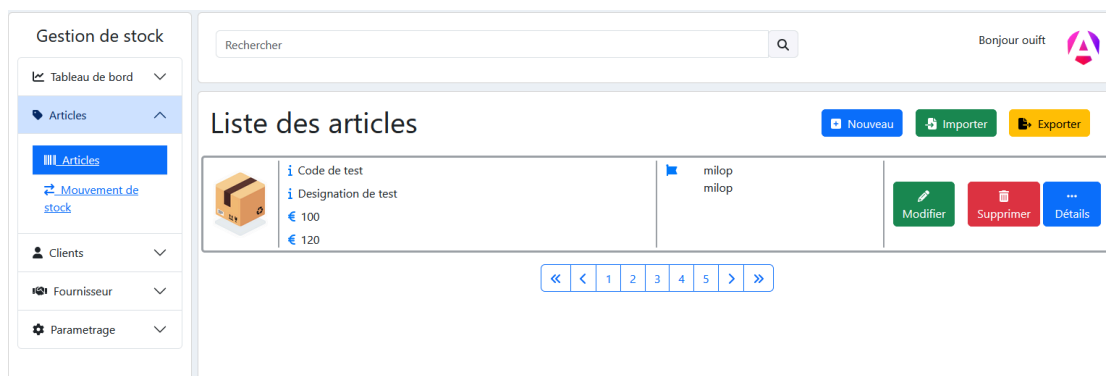 Gestion de stock
Tableau de bord
Articles
Articles
Mouvement de
stock
Clients
Fournisseur
Parametrage
Rechercher
Bonjour ouift
Liste des articles
Nouveau
Importer
Exporter
Code de test
Designation de test
€ 100
€ 120
milop
milop
Modifier
Supprimer
Détails
« < 1 2 3 4 5 > »